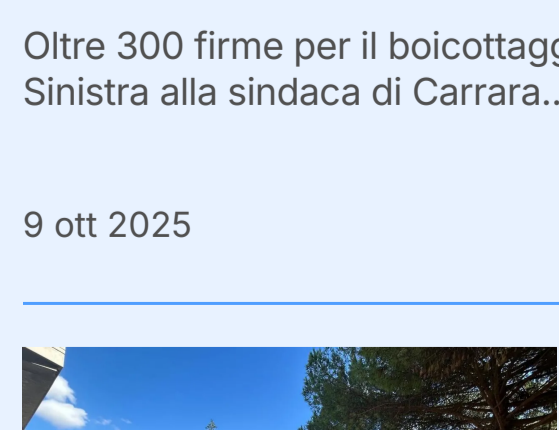 Oltre 300 firme per il boicottagg
Sinistra alla sindaca di Carrara..
9 ott 2025